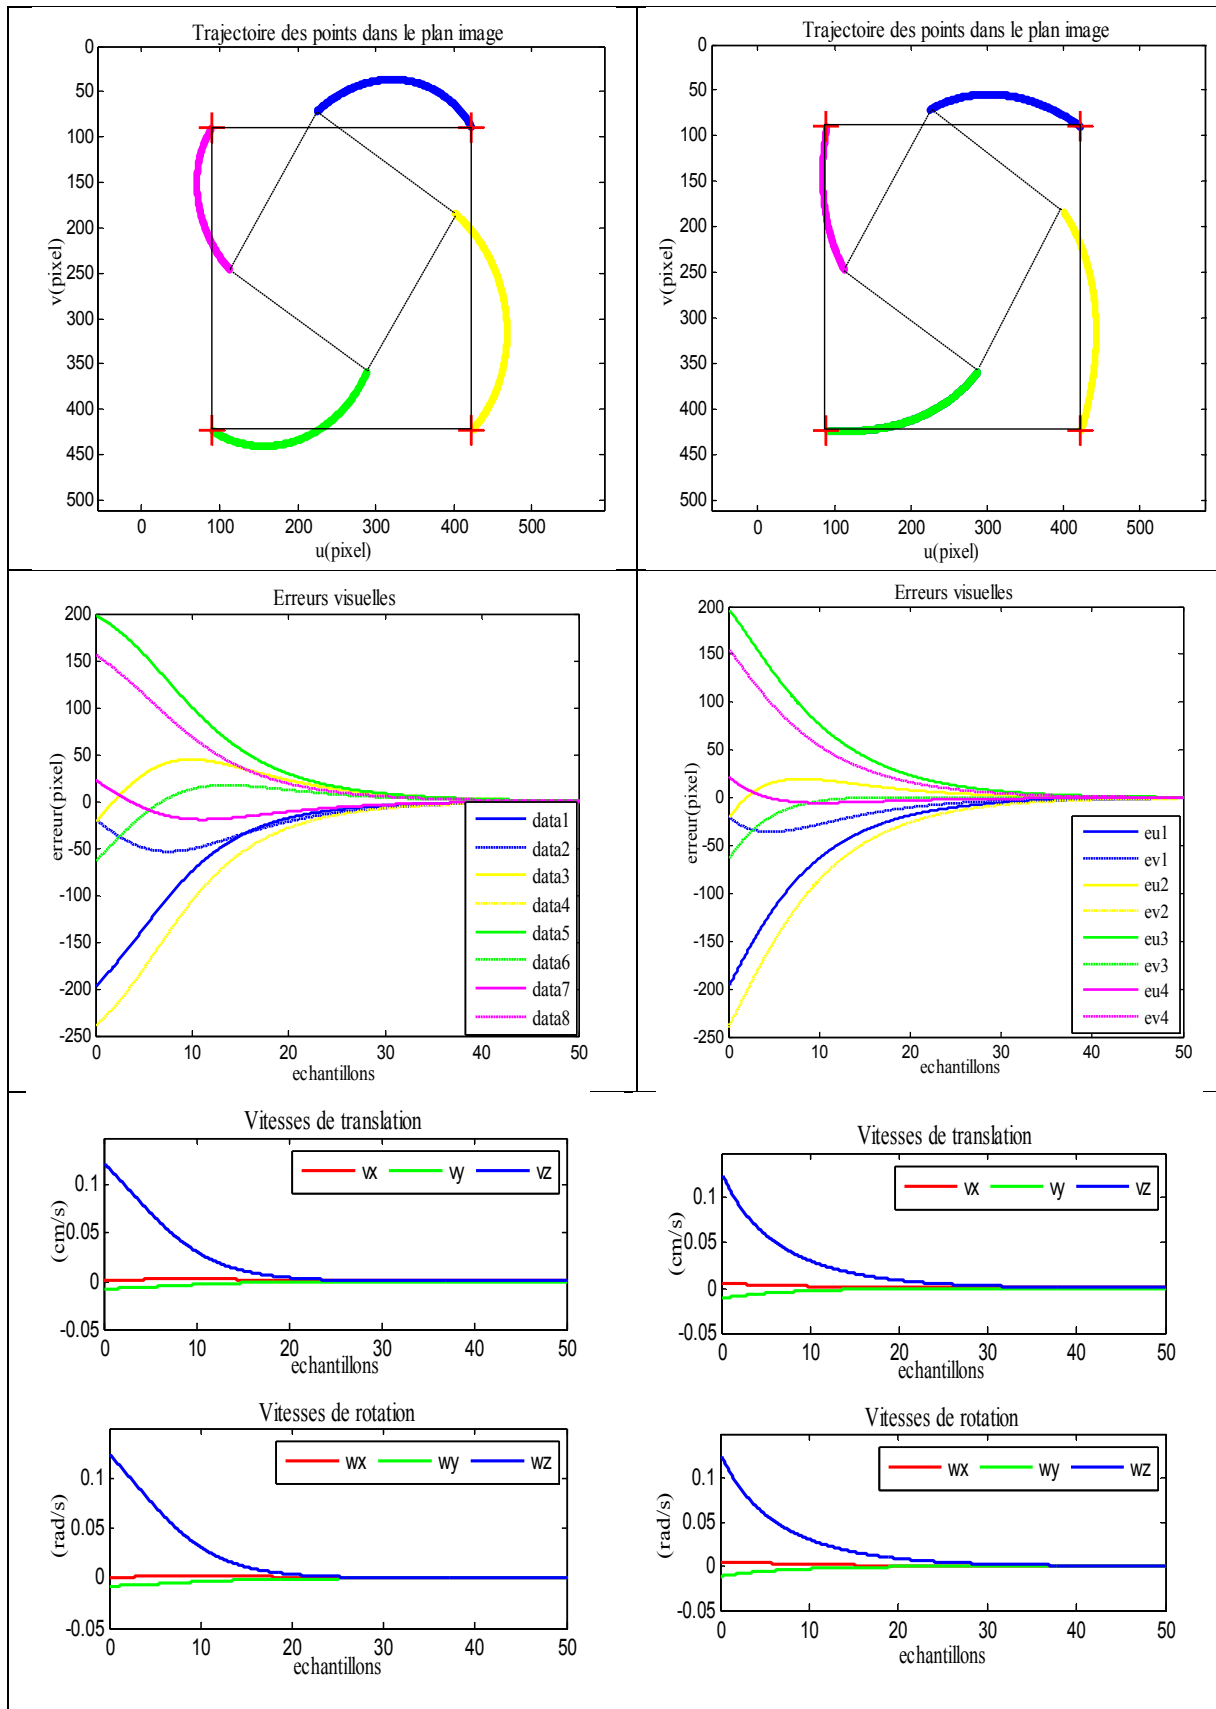 Trajectoire des points dans le plan image
0
50
100
150
200
250
300
350
400
450
500
v(pixel)
0 100 200 300 400 500
u(pixel)
Trajectoire des points dans le plan image
0
50
100
150
200
250
300
350
400
450
500
v(pixel)
0 100 200 300 400 500
u(pixel)
Erreurs visuelles
200
150
100
50
0
-50
-100
-150
-200
-250
erreur(pixel)
data1
data2
data3
data4
data5
data6
data7
data8
0 10 20 30 40 50
echantillons
Erreurs visuelles
200
150
100
50
0
-50
-100
-150
-200
-250
erreur(pixel)
eu1
ev1
eu2
ev2
eu3
ev3
eu4
ev4
0 10 20 30 40 50
echantillons
Vitesses de translation
vx vy vz
0.1
0.05
0
-0.05
(cm/s)
0 10 20 30 40 50
echantillons
Vitesses de translation
vx vy vz
0.1
0.05
0
-0.05
(cm/s)
0 10 20 30 40 50
echantillons
Vitesses de rotation
wx wy wz
0.1
0.05
0
-0.05
(rad/s)
0 10 20 30 40 50
echantillons
Vitesses de rotation
wx wy wz
0.1
0.05
0
-0.05
(rad/s)
0 10 20 30 40 50
echantillons